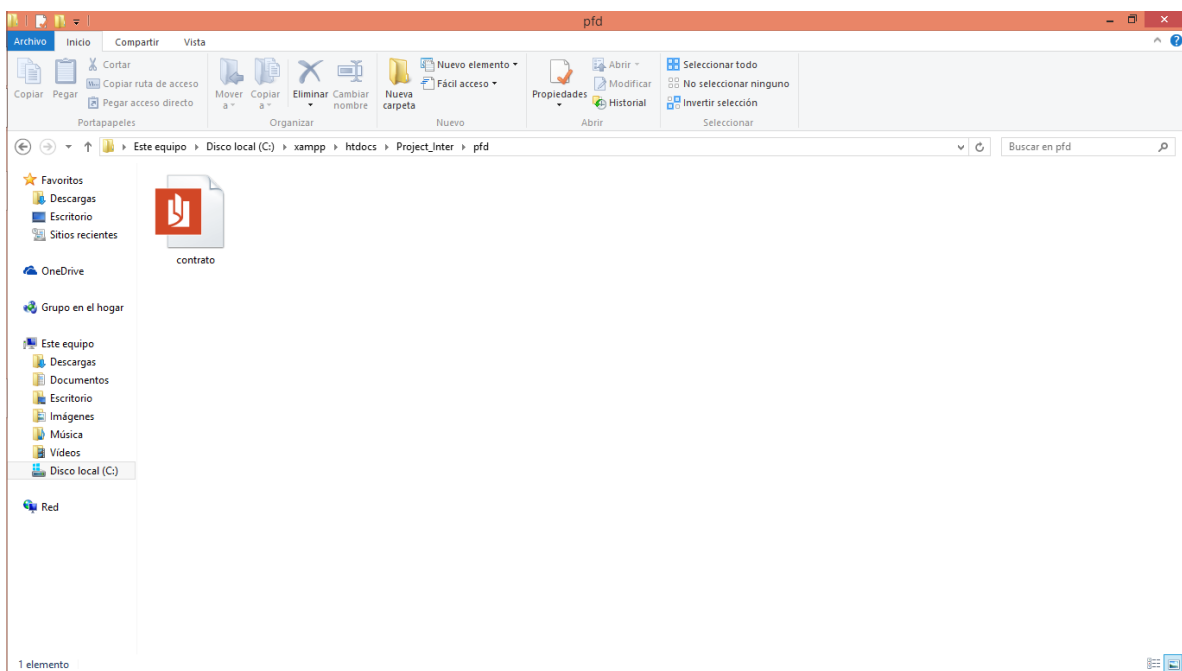 pfd
Archivo Inicio Compartir Vista
Copiar Pegar Cortar
Copiar ruta de acceso
Pegar acceso directo
Portapapeles
Mover a Copiar a Eliminar Cambiar nombre
Organizar
Nueva carpeta Nuevo elemento
Fácil acceso
Nuevo
Propiedades Abrir
Modificar
Historial
Abrir
Seleccionar todo
No seleccionar ninguno
Invertir selección
Seleccionar
Este equipo Disco local (C:) xampp htdocs Project_Inter pfd Buscar en pfd
Favoritos
Descargas
Escritorio
Sitios recientes
OneDrive
Grupo en el hogar
Este equipo
Descargas
Documentos
Escritorio
Imágenes
Música
Vídeos
Disco local (C:)
Red
contrato
1 elemento